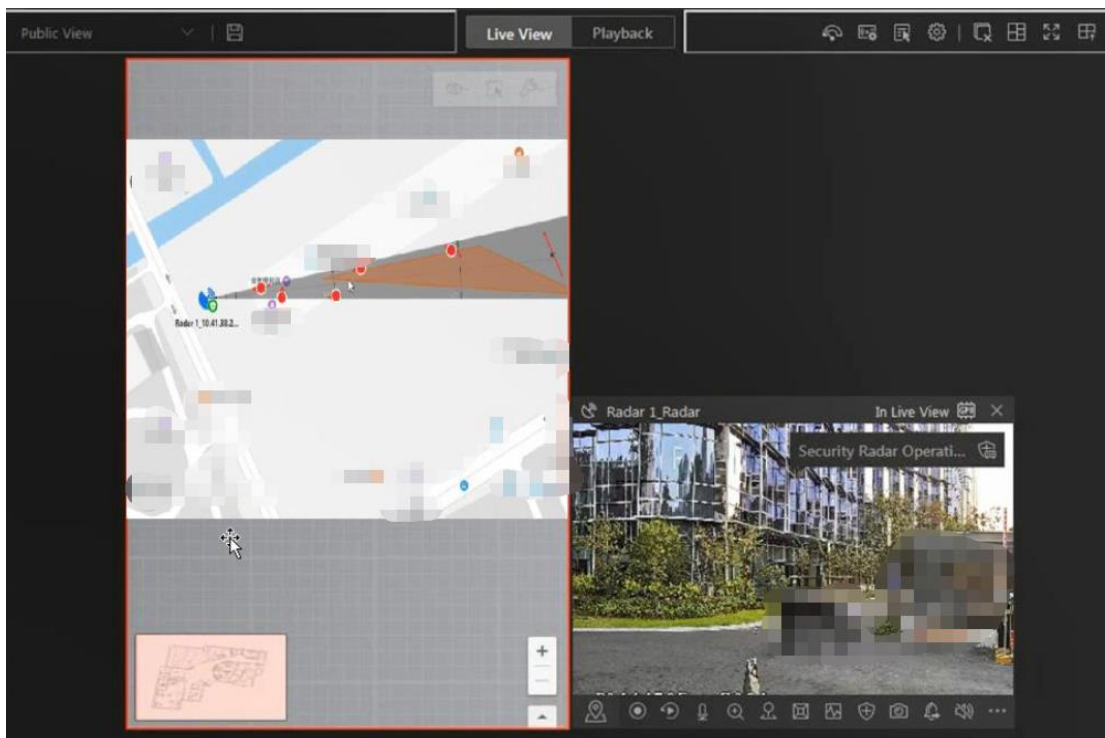 Public View
Live View
Playback
Radar 1_10.41.38.2...
Radar 1_Radar
In Live View
Security Radar Operati...